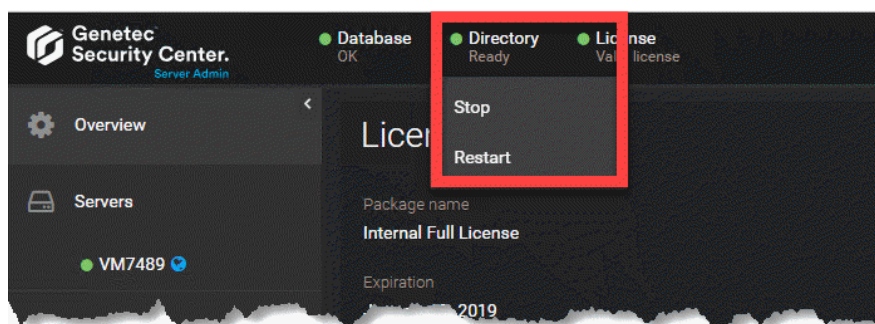 Genetec
Security Center.
Server Admin
Database
OK
Directory
Ready
License
license
Stop
Restart
Overview
Servers
VM7489
Package name
Internal Full License
Expiration
2019